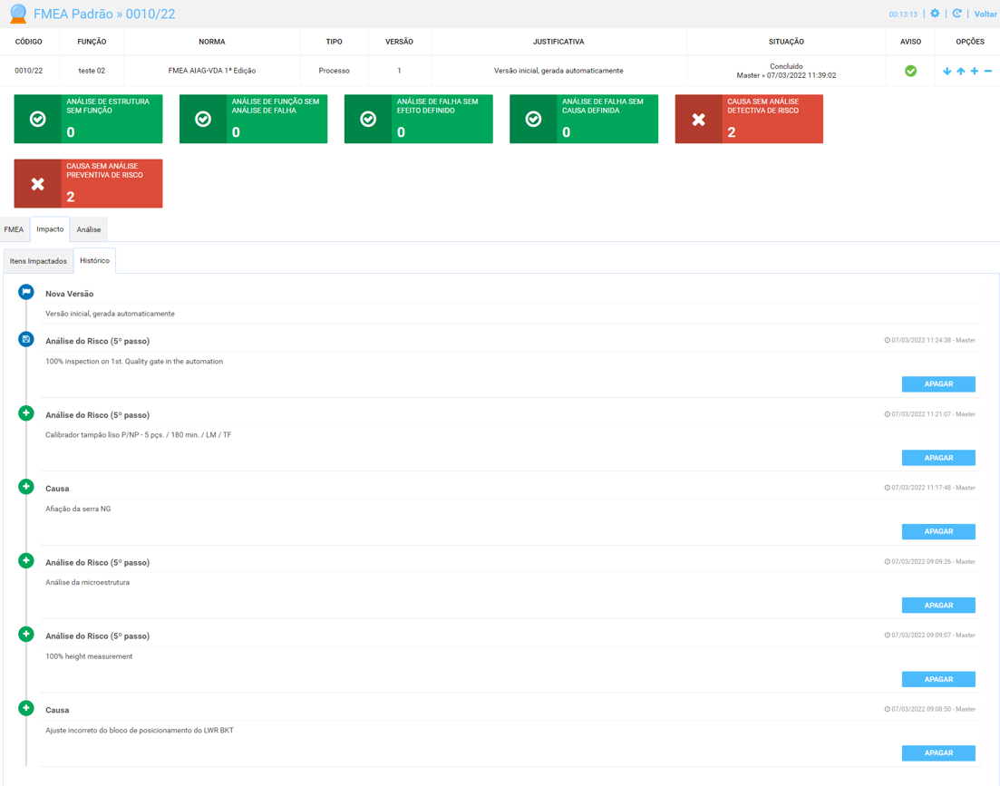 FMEA Padrão » 0010/22
00:13:13 | | | Voltar
CÓDIGO FUNÇÃO NORMA TIPO VERSÃO JUSTIFICATIVA SITUAÇÃO AVISO OPÇÕES
0010/22 teste 02 FMEA AIAG-VDA 1ª Edição Processo 1 Versão inicial, gerada automaticamente Concluído
Master » 07/03/2022 11:39:02
ANÁLISE DE ESTRUTURA
SEM FUNÇÃO
0
ANÁLISE DE FUNÇÃO SEM
ANÁLISE DE FALHA
0
ANÁLISE DE FALHA SEM
EFEITO DEFINIDO
0
ANÁLISE DE FALHA SEM
CAUSA DEFINIDA
0
CAUSA SEM ANÁLISE
DETECTIVA DE RISCO
2
CAUSA SEM ANÁLISE
PREVENTIVA DE RISCO
2
FMEA Impacto Análise
Itens Impactados Histórico
Nova Versão
Versão inicial, gerada automaticamente
Análise do Risco (5º passo) 07/03/2022 11:24:38 - Master
100% inspection on 1st. Quality gate in the automation
APAGAR
Análise do Risco (5º passo) 07/03/2022 11:21:07 - Master
Calibrador tampão liso P/NP - 5 pçs. / 180 min. / LM / TF
APAGAR
Causa 07/03/2022 11:17:48 - Master
Afiação da serra NG
APAGAR
Análise do Risco (5º passo) 07/03/2022 09:09:26 - Master
Análise da microestrutura
APAGAR
Análise do Risco (5º passo) 07/03/2022 09:09:07 - Master
100% height measurement
APAGAR
Causa 07/03/2022 09:08:50 - Master
Ajuste incorreto do bloco de posicionamento do LWR BKT
APAGAR